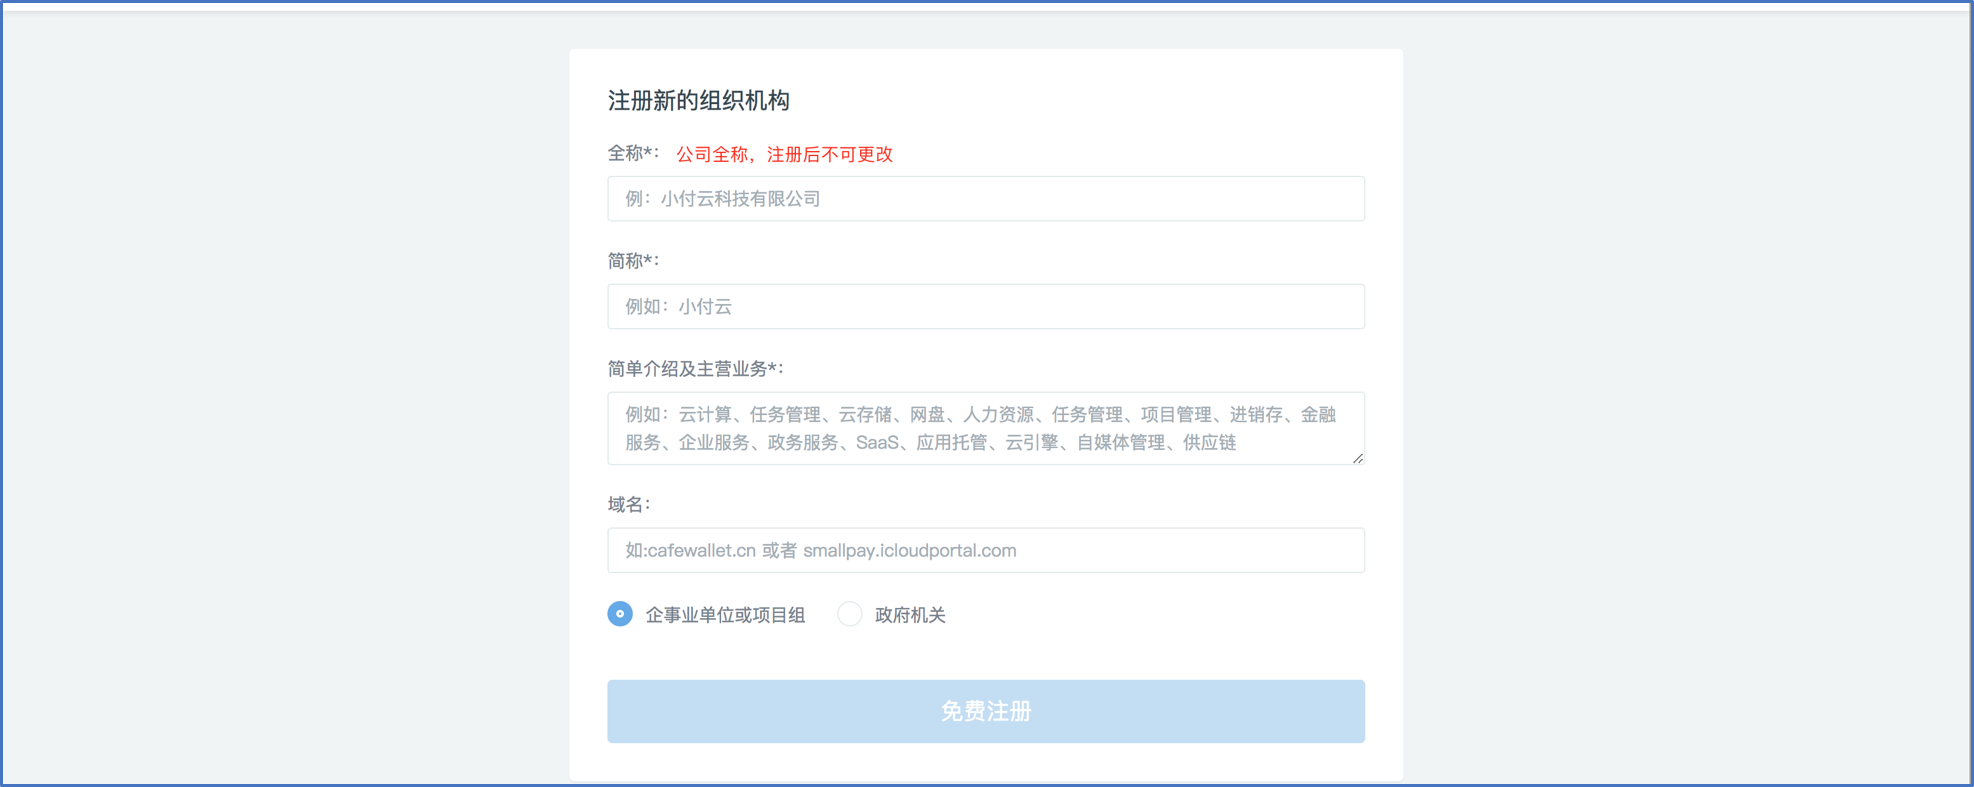 注册新的组织机构
全称*： 公司全称，注册后不可更改
例：小付云科技有限公司
简称*：
例如：小付云
简单介绍及主营业务*：
例如：云计算、任务管理、云存储、网盘、人力资源、任务管理、项目管理、进销存、金融
服务、企业服务、政务服务、SaaS、应用托管、云引擎、自媒体管理、供应链
域名：
如:cafewallet.cn 或者 smallpay.icloudportal.com
企事业单位或项目组 政府机关
免费注册